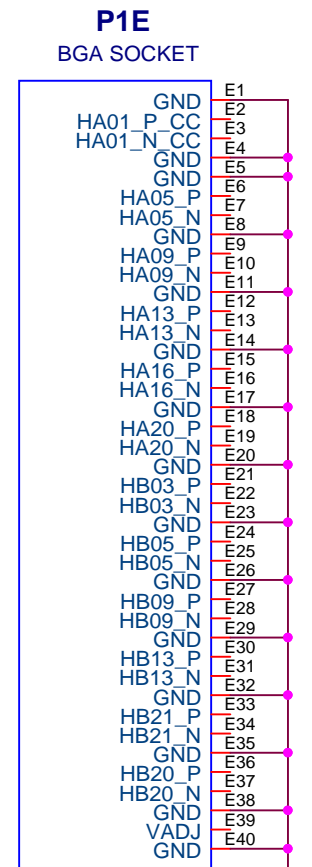 P1E
BGA SOCKET
GND E1
HA01_P_CC E2
HA01_N_CC E3
GND E4
GND E5
HA05_P E6
HA05_N E7
GND E8
HA09_P E9
HA09_N E10
GND E11
HA13_P E12
HA13_N E13
GND E14
HA16_P E15
HA16_N E16
GND E17
HA20_P E18
HA20_N E19
GND E20
HB03_P E21
HB03_N E22
GND E23
HB05_P E24
HB05_N E25
GND E26
HB09_P E27
HB09_N E28
GND E29
HB13_P E30
HB13_N E31
GND E32
HB21_P E33
HB21_N E34
GND E35
HB20_P E36
HB20_N E37
GND E38
VADJ E39
GND E40